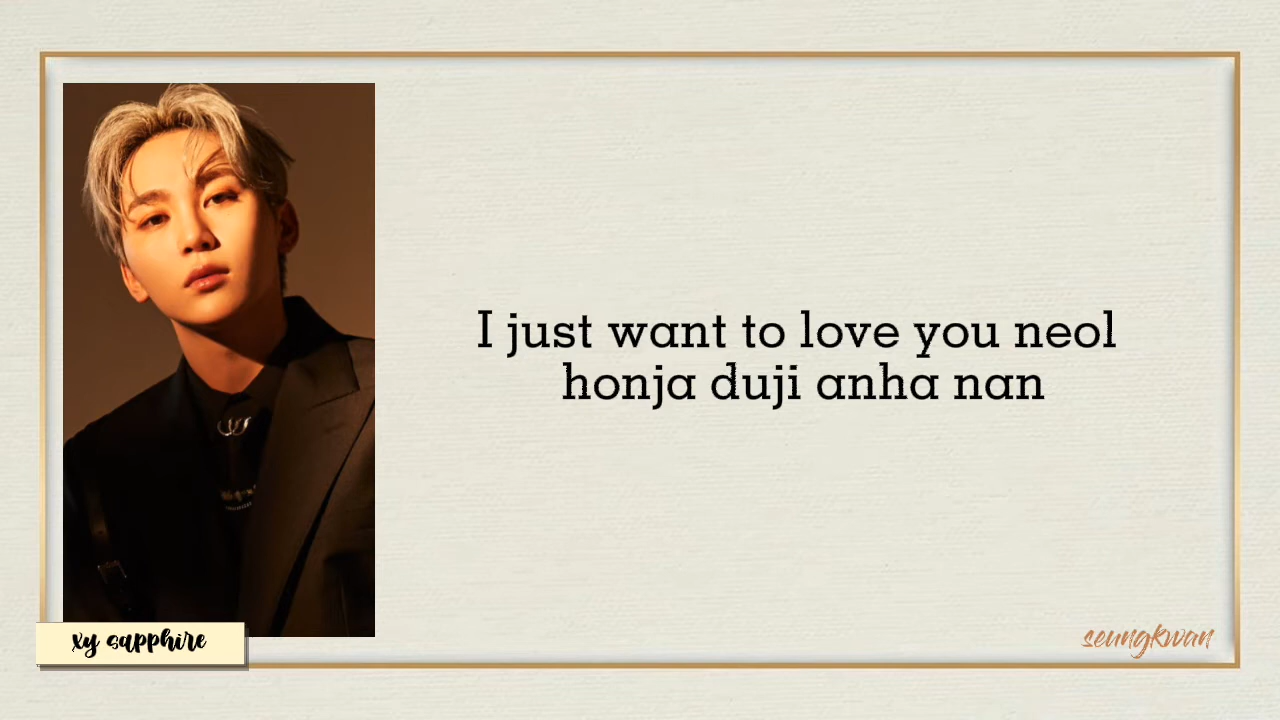 I just want to love you neol
honja duji anha nan
xy sapphire
seungkwan